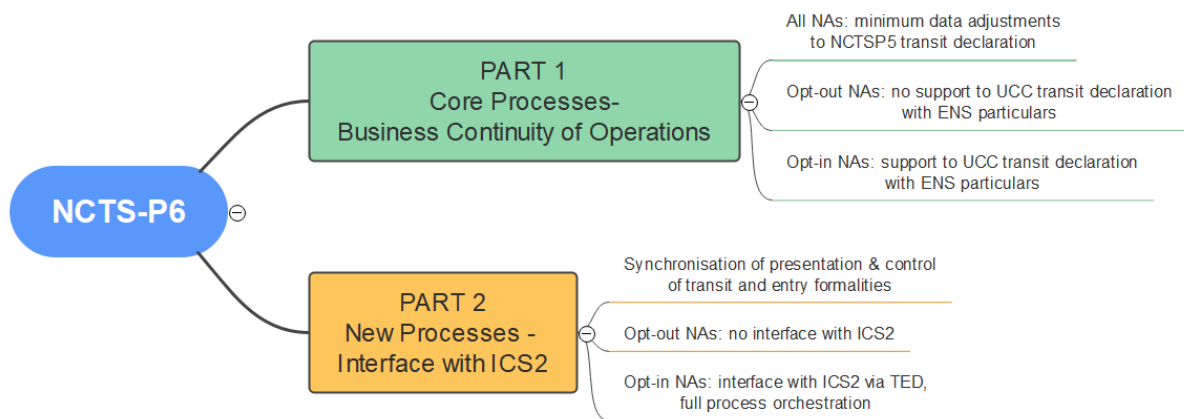 NCTS-P6
PART 1
Core Processes-
Business Continuity of Operations
All NAs: minimum data adjustments
to NCTSP5 transit declaration
Opt-out NAs: no support to UCC transit declaration
with ENS particulars
Opt-in NAs: support to UCC transit declaration
with ENS particulars
PART 2
New Processes -
Interface with ICS2
Synchronisation of presentation & control
of transit and entry formalities
Opt-out NAs: no interface with ICS2
Opt-in NAs: interface with ICS2 via TED,
full process orchestration